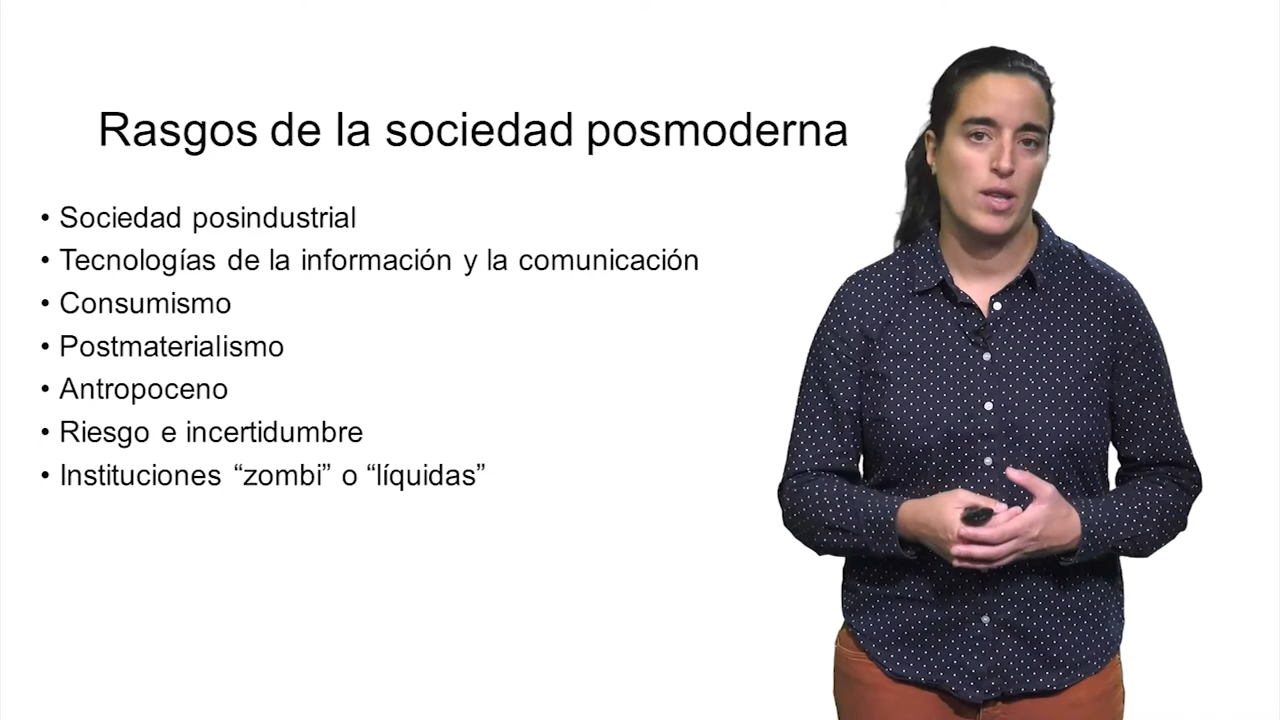 Rasgos de la sociedad posmoderna
• Sociedad posindustrial
• Tecnologías de la información y la comunicación
• Consumismo
• Postmaterialismo
• Antropoceno
• Riesgo e incertidumbre
• Instituciones “zombi” o “líquidas”